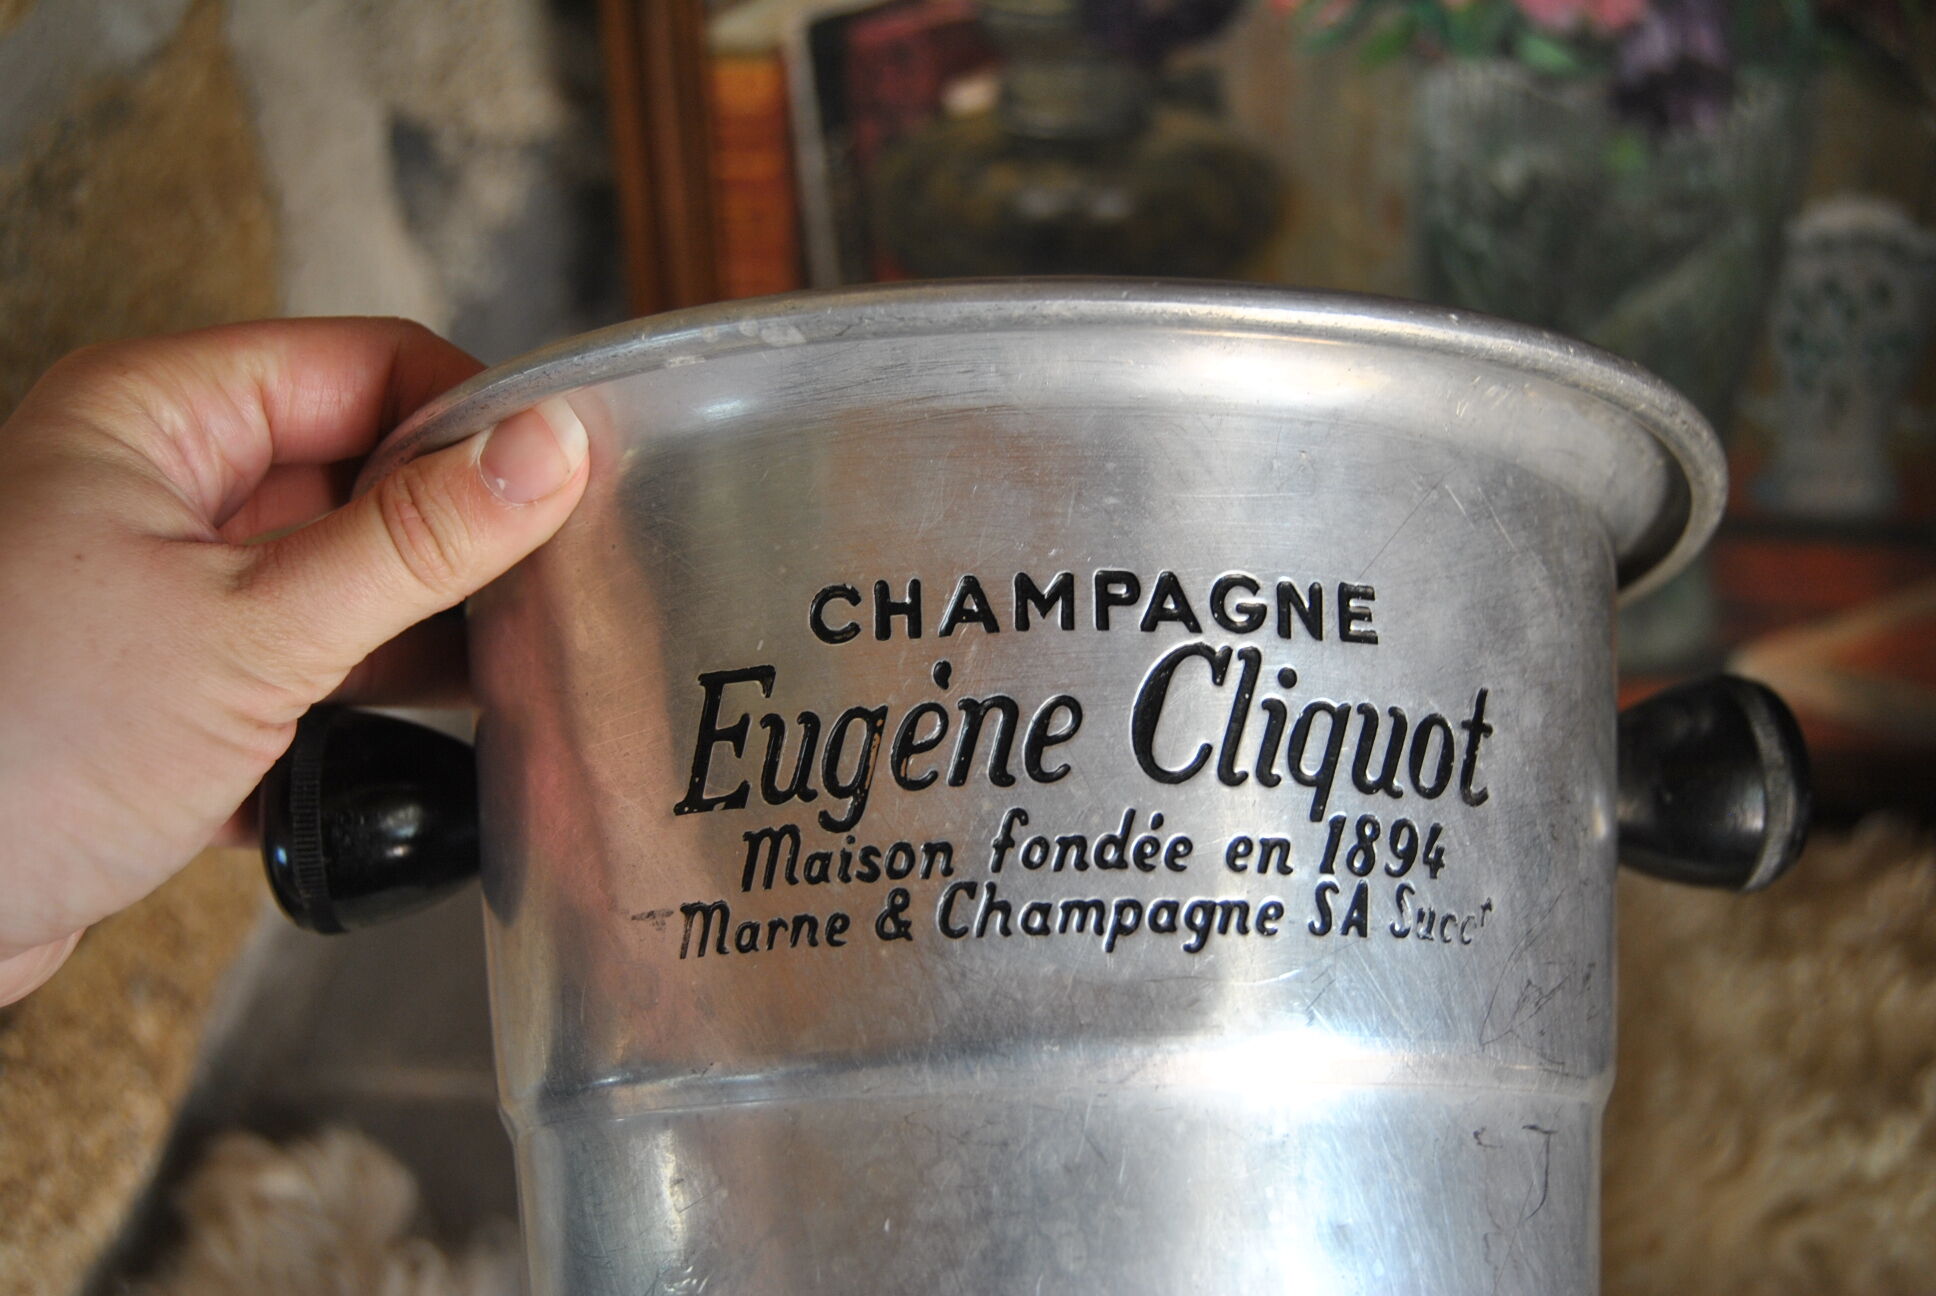 CHAMPAGNE
Eugène Cliquot
Maison fondée en 1894
Marne & Champagne SA Succr